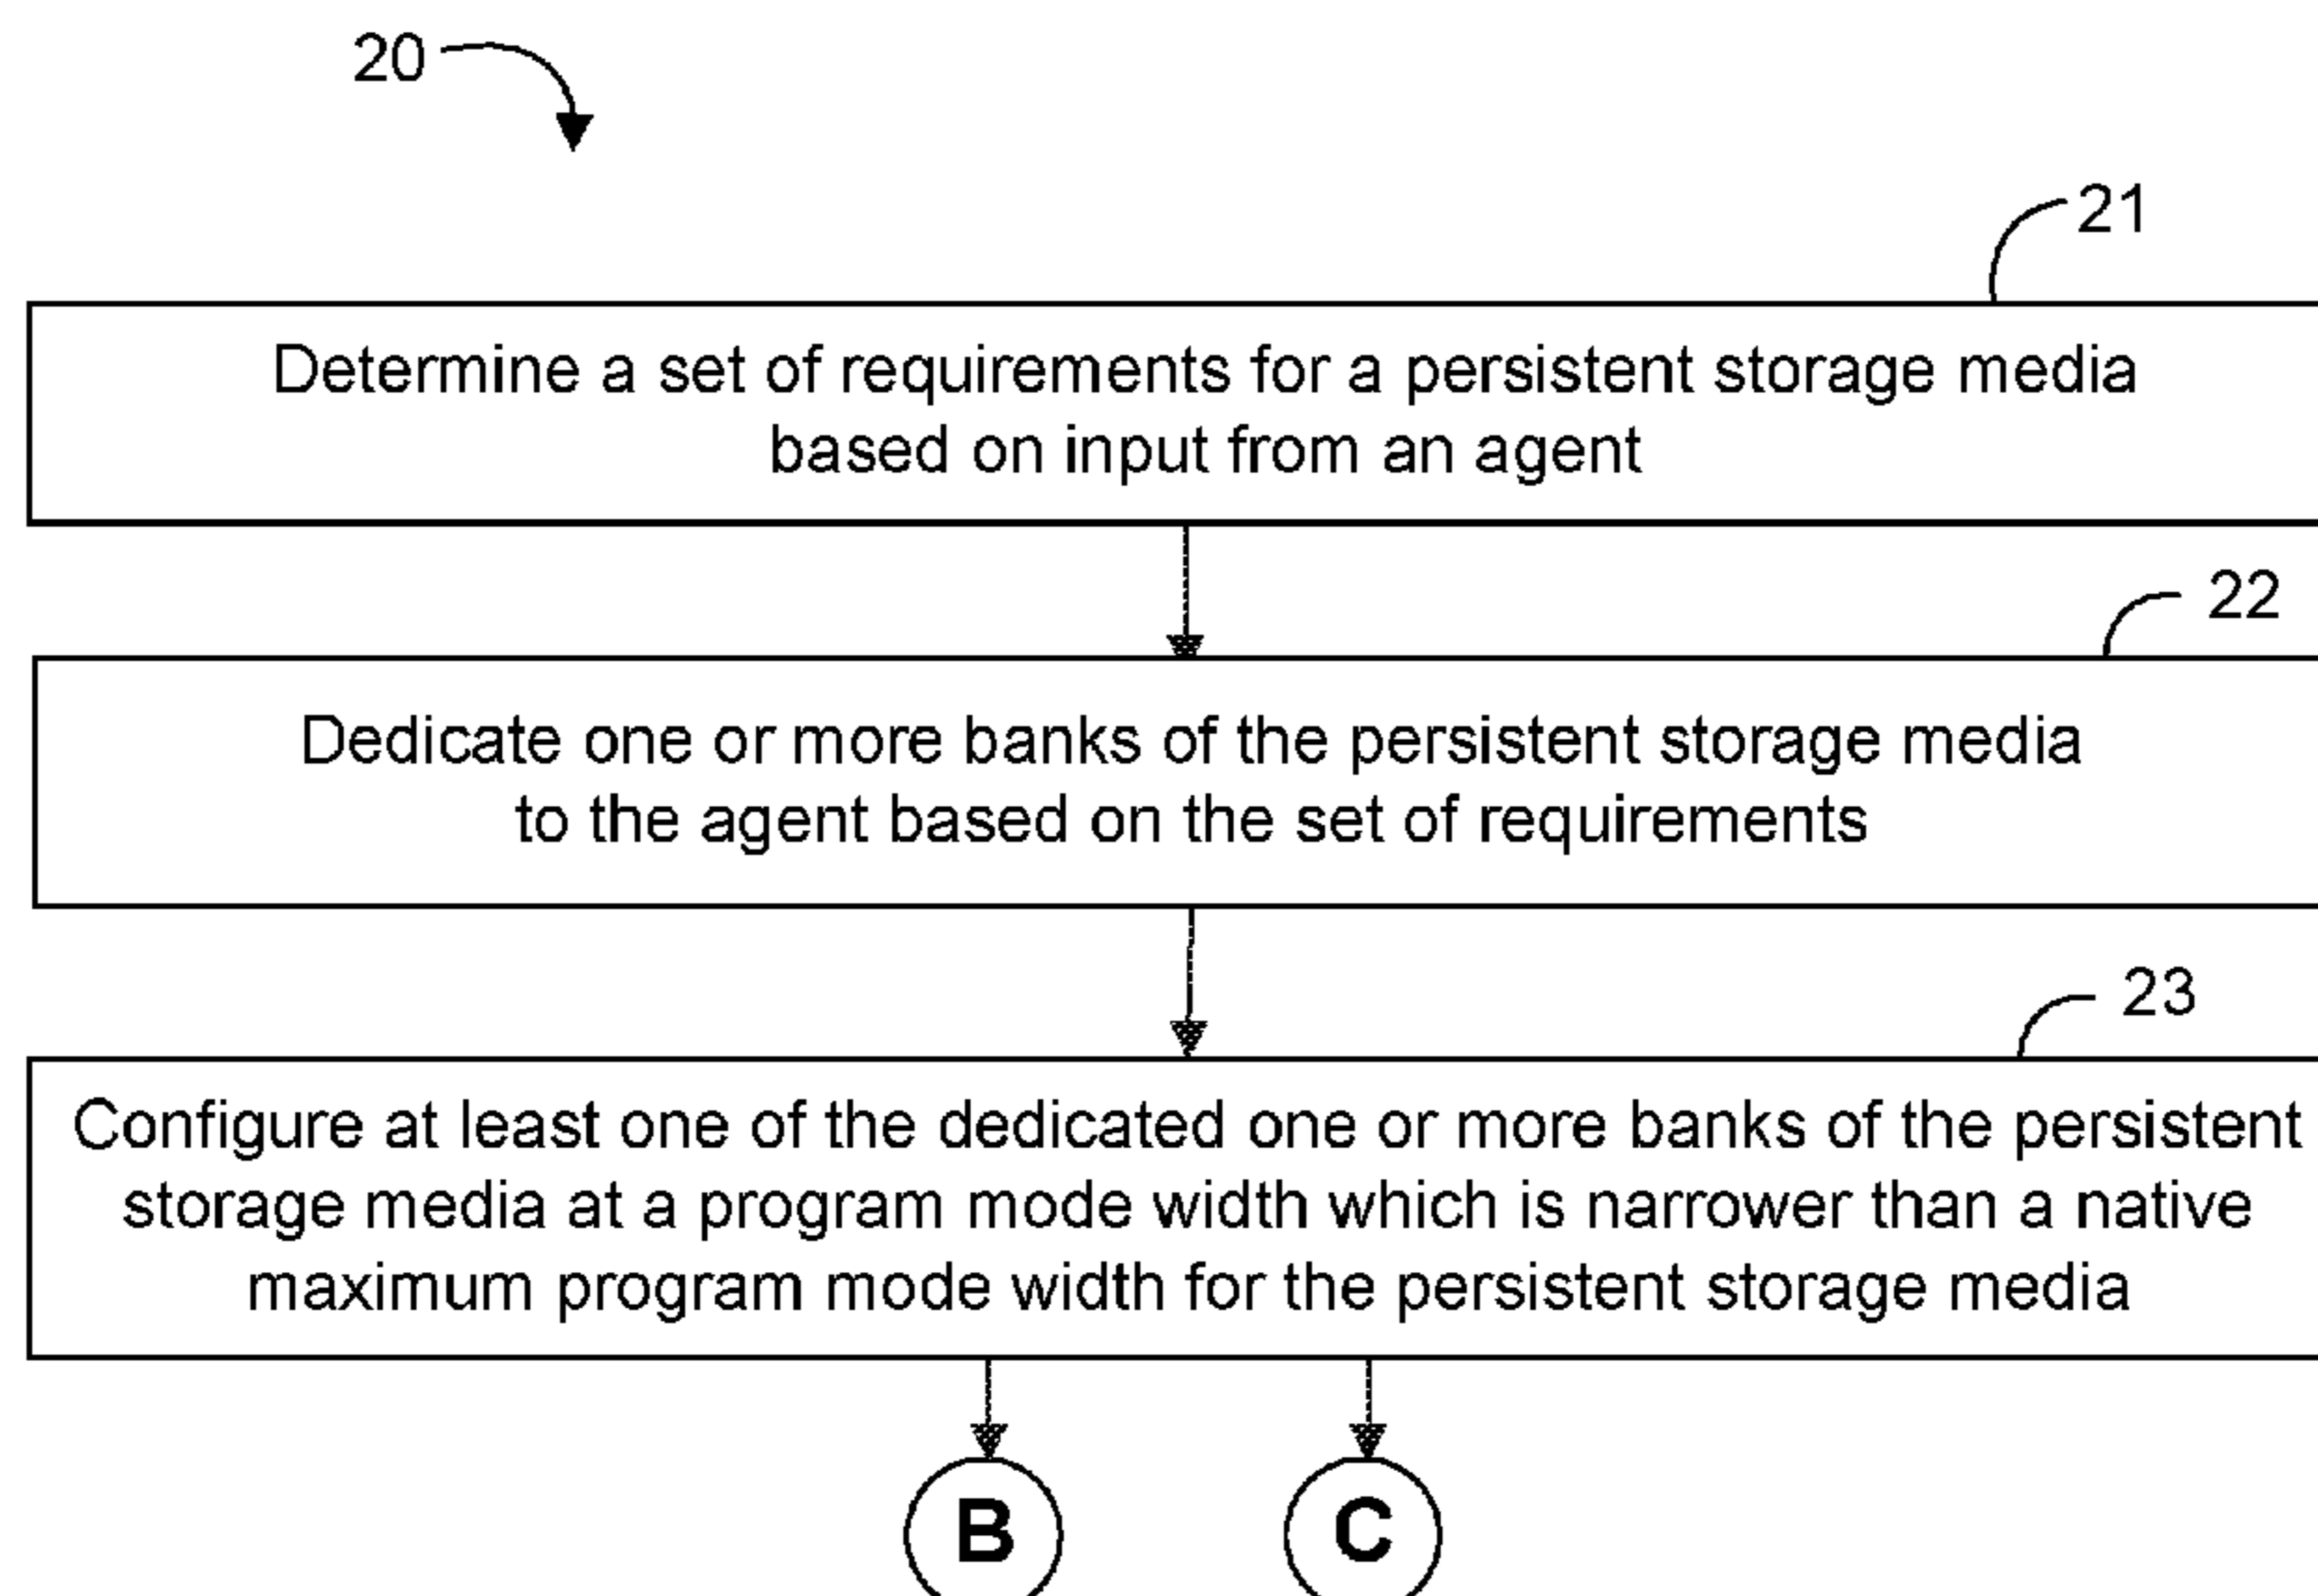 20
21
Determine a set of requirements for a persistent storage media
based on input from an agent
22
Dedicate one or more banks of the persistent storage media
to the agent based on the set of requirements
23
Configure at least one of the dedicated one or more banks of the persistent
storage media at a program mode width which is narrower than a native
maximum program mode width for the persistent storage media
B
C